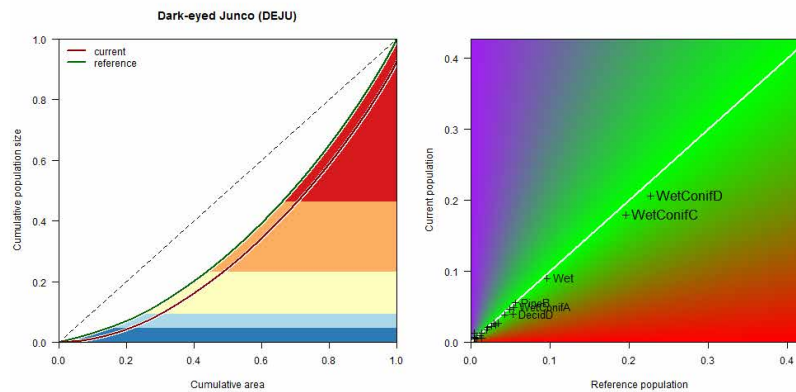 Dark-eyed Junco (DEJU)
current
reference
Cumulative population size
1.0
0.8
0.6
0.4
0.2
0.0
0.0 0.2 0.4 0.6 0.8 1.0
Cumulative area
Current population
0.4
0.3
0.2
0.1
0.0
WetConifD
WetConifC
Wet
PineB
WetConifA
DecidD
0.0 0.1 0.2 0.3 0.4
Reference population